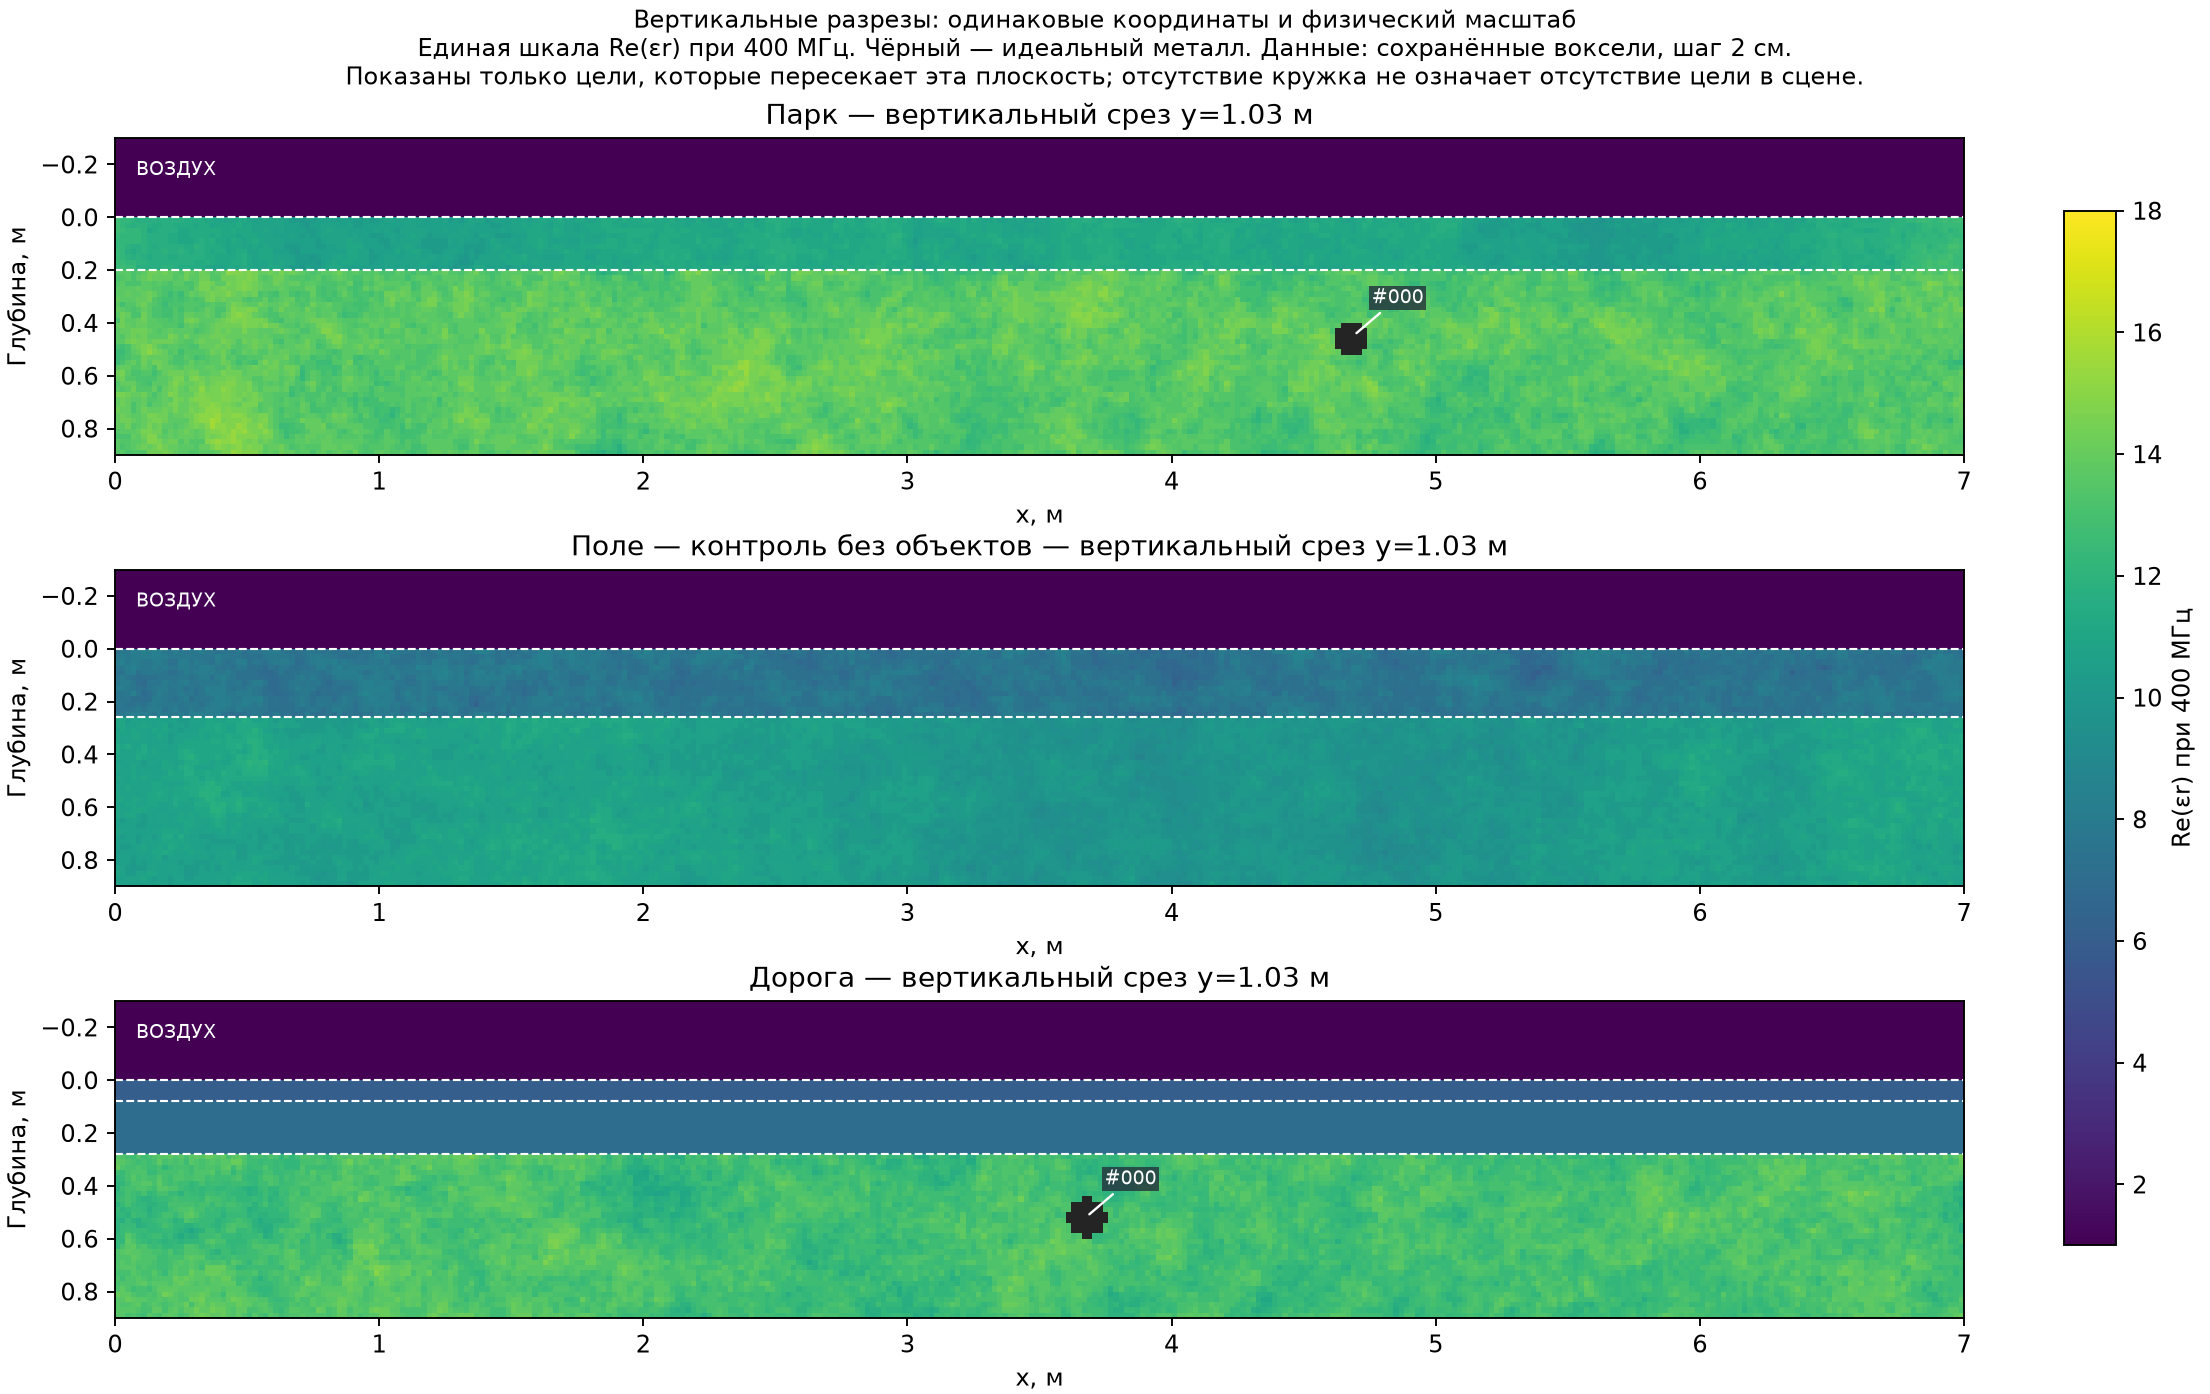 Вертикальные разрезы: одинаковые координаты и физический масштаб
Единая шкала Re(εr) при 400 МГц. Чёрный — идеальный металл. Данные: сохранённые воксели, шаг 2 см.
Показаны только цели, которые пересекает эта плоскость; отсутствие кружка не означает отсутствие цели в сцене.
Парк — вертикальный срез y=1.03 м
−0.2
0.0
0.2
0.4
0.6
0.8
Глубина, м
ВОЗДУХ
#000
0 1 2 3 4 5 6 7
x, м
Поле — контроль без объектов — вертикальный срез y=1.03 м
−0.2
0.0
0.2
0.4
0.6
0.8
Глубина, м
ВОЗДУХ
0 1 2 3 4 5 6 7
x, м
Дорога — вертикальный срез y=1.03 м
−0.2
0.0
0.2
0.4
0.6
0.8
Глубина, м
ВОЗДУХ
#000
0 1 2 3 4 5 6 7
x, м
18
16
14
12
10
8
6
4
2
Re(εr) при 400 МГц